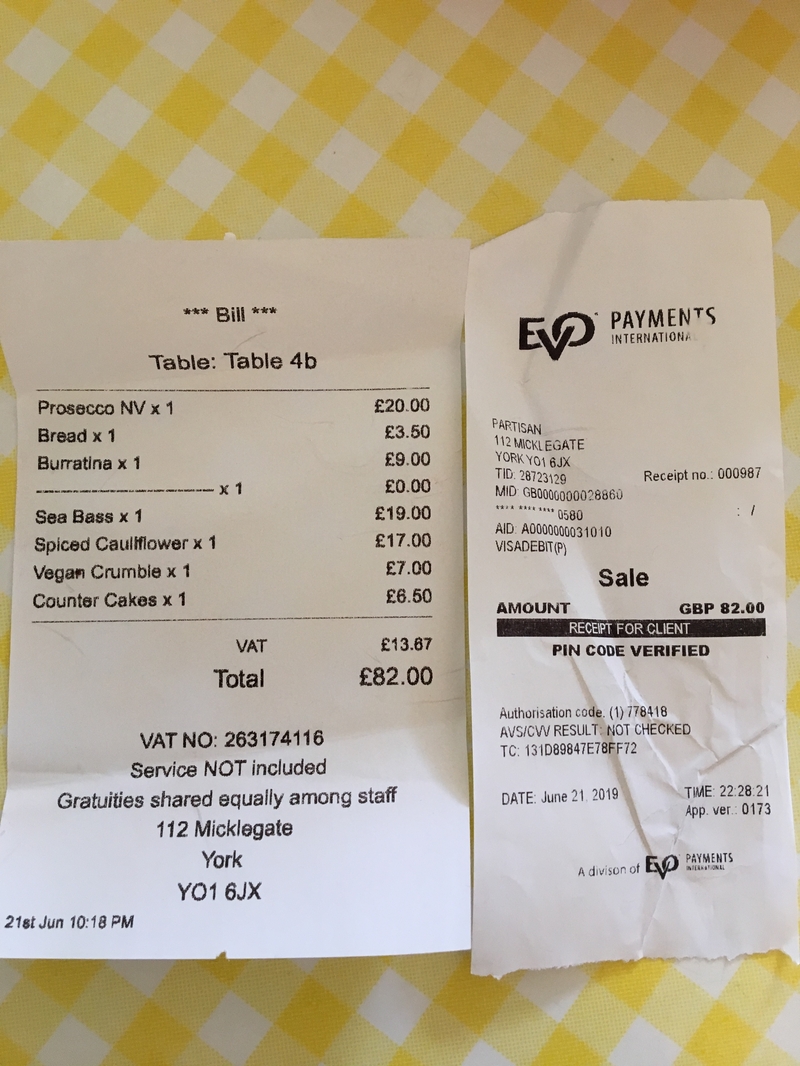 *** Bill ***
Table: Table 4b
Prosecco NV x 1 £20.00
Bread x 1 £3.50
Burratina x 1 £9.00
-------------------------- x 1 £0.00
Sea Bass x 1 £19.00
Spiced Cauliflower x 1 £17.00
Vegan Crumble x 1 £7.00
Counter Cakes x 1 £6.50
VAT £13.67
Total £82.00
VAT NO: 263174116
Service NOT included
Gratuities shared equally among staff
112 Micklegate
York
YO1 6JX
21st Jun 10:18 PM
EVO PAYMENTS
INTERNATIONA
PARTISAN
112 MICKLEGATE
YORK YO1 6JX
TID: 28723129 Receipt no.: 000987
MID: GB0000000028860
**** **** **** 0580 : /
AID: A0000000031010
VISADEBIT(P)
Sale
AMOUNT GBP 82.00
RECEIPT FOR CLIENT
PIN CODE VERIFIED
Authorisation code. (1) 778418
AVS/CVV RESULT: NOT CHECKED
TC: 131D89847E78FF72
DATE: June 21, 2019 TIME: 22:28:21
App. ver.: 0173
A divison of EVO PAYMENTS
INTERNATIONAL